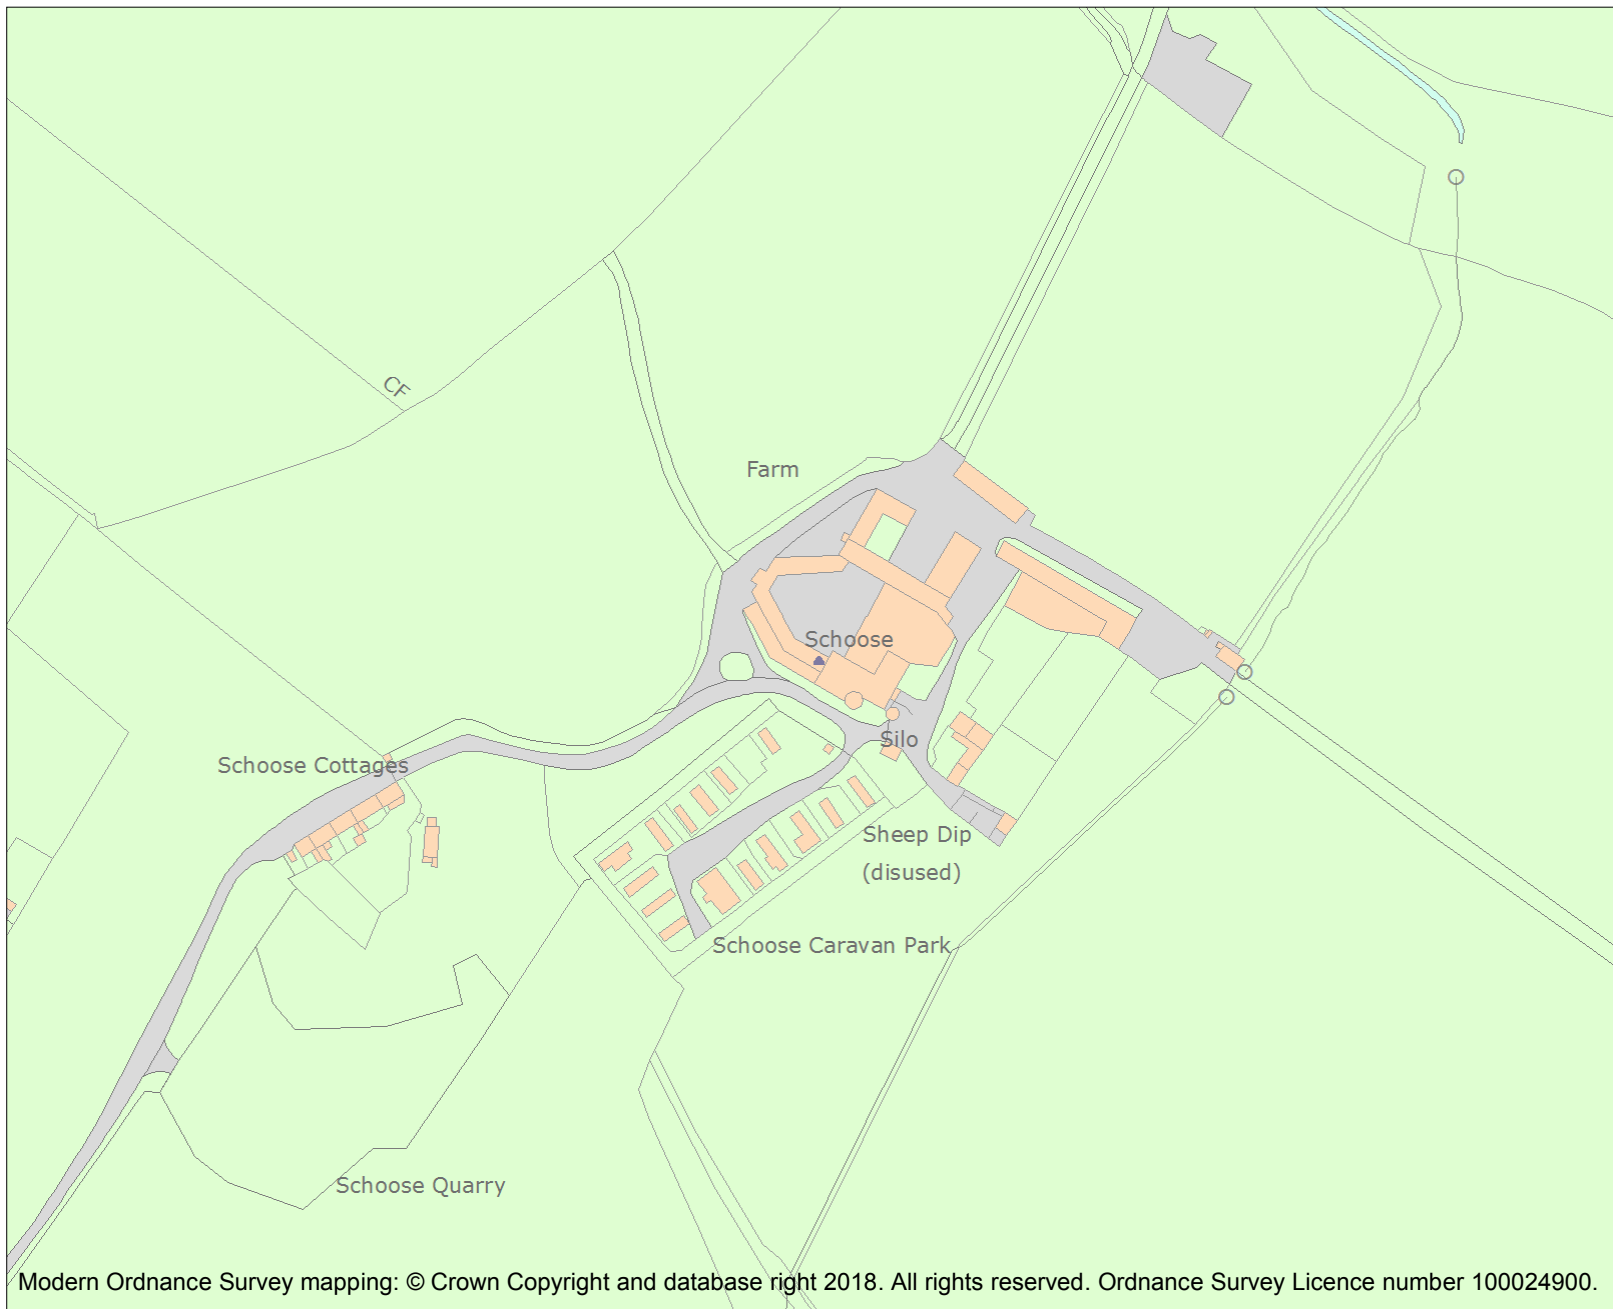 CF
Farm
Schoose
Silo
Schoose Cottages
Sheep Dip
(disused)
Schoose Caravan Park
Schoose Quarry
Modern Ordnance Survey mapping: © Crown Copyright and database right 2018. All rights reserved. Ordnance Survey Licence number 100024900.